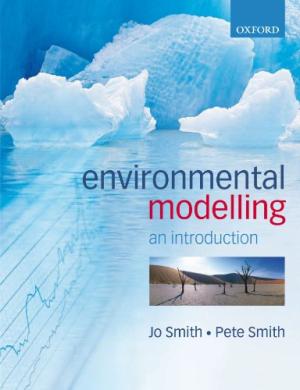 OXFORD
environmental
modelling
an introduction
Jo Smith • Pete Smith